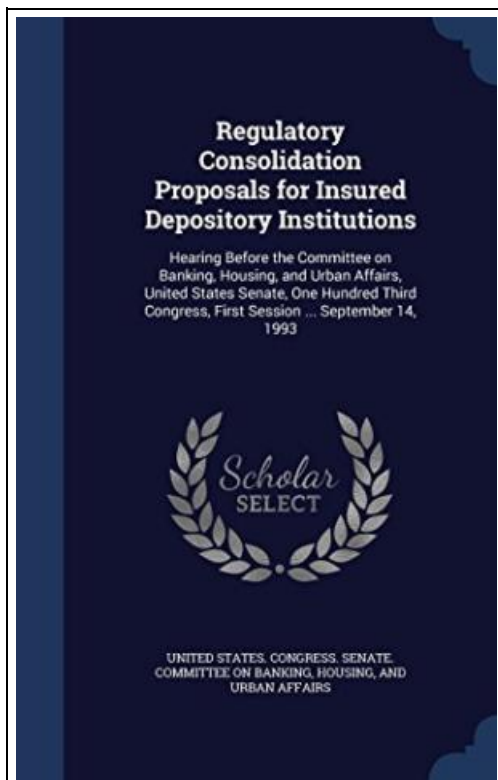 Regulatory
Consolidation
Proposals for Insured
Depository Institutions
Hearing Before the Committee on
Banking, Housing, and Urban Affairs,
United States Senate, One Hundred Third
Congress, First Session ... September 14,
1993
Scholar
SELECT
UNITED STATES. CONGRESS. SENATE.
COMMITTEE ON BANKING, HOUSING, AND
URBAN AFFAIRS